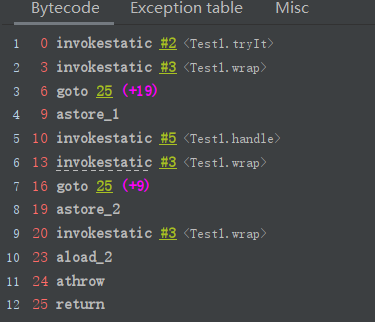 Bytecode Exception table Misc
1 0 invokestatic #2 <Test1.tryIt>
2 3 invokestatic #3 <Test1.wrap>
3 6 goto 25 (+19)
4 9 astore_1
5 10 invokestatic #5 <Test1.handle>
6 13 invokestatic #3 <Test1.wrap>
7 16 goto 25 (+9)
8 19 astore_2
9 20 invokestatic #3 <Test1.wrap>
10 23 aload_2
11 24 athrow
12 25 return